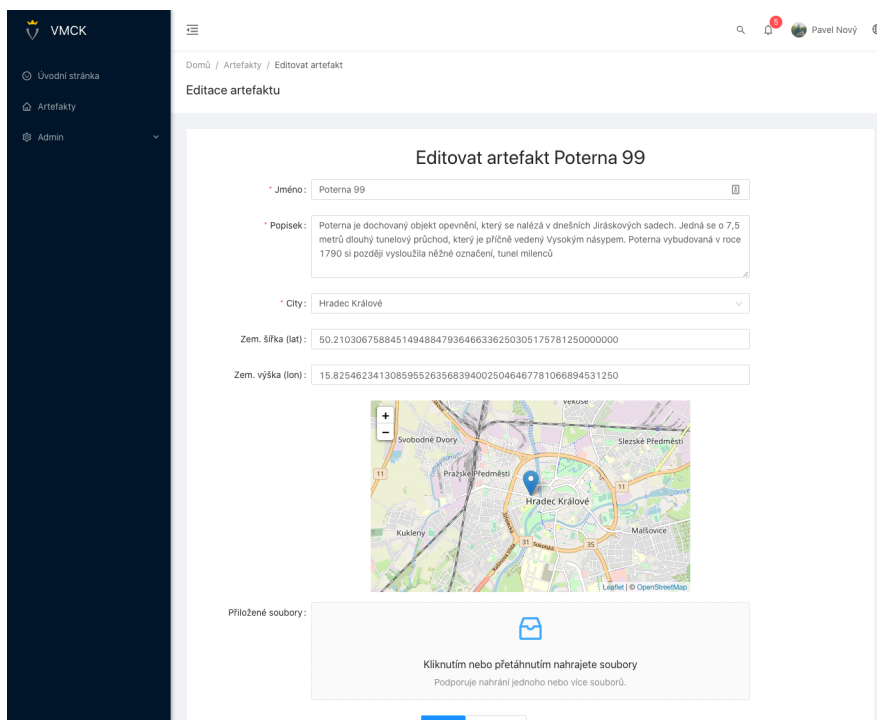 VMCK
5
Pavel Nový
Úvodní stránka
Artefakty
Admin
Domů / Artefakty / Editovat artefakt
Editace artefaktu
Editovat artefakt Poterna 99
* Jméno: Poterna 99
* Popisek: Poterna je dochovaný objekt opevnění, který se nalézá v dnešních Jiráskových sadech. Jedná se o 7,5
metrů dlouhý tunelový průchod, který je příčně vedený Vysokým násypem. Poterna vybudovaná v roce
1790 si později vysloužila něžné označení, tunel milenců
* City: Hradec Králové
Zem. šířka (lat): 50.210306758845149488479364663362503051757812500000000
Zem. výška (lon): 15.82546234130859552635683940025046467781066894531250
+
−
Svobodné Dvory
Slezské Předměstí
11
Pražské Předměstí
11
Hradec Králové
Kukleny
31
35
Malšovice
Leaflet | © OpenStreetMap
Přiložené soubory:
Kliknutím nebo přetáhnutím nahrajete soubory
Podporuje nahrání jednoho nebo více souborů.